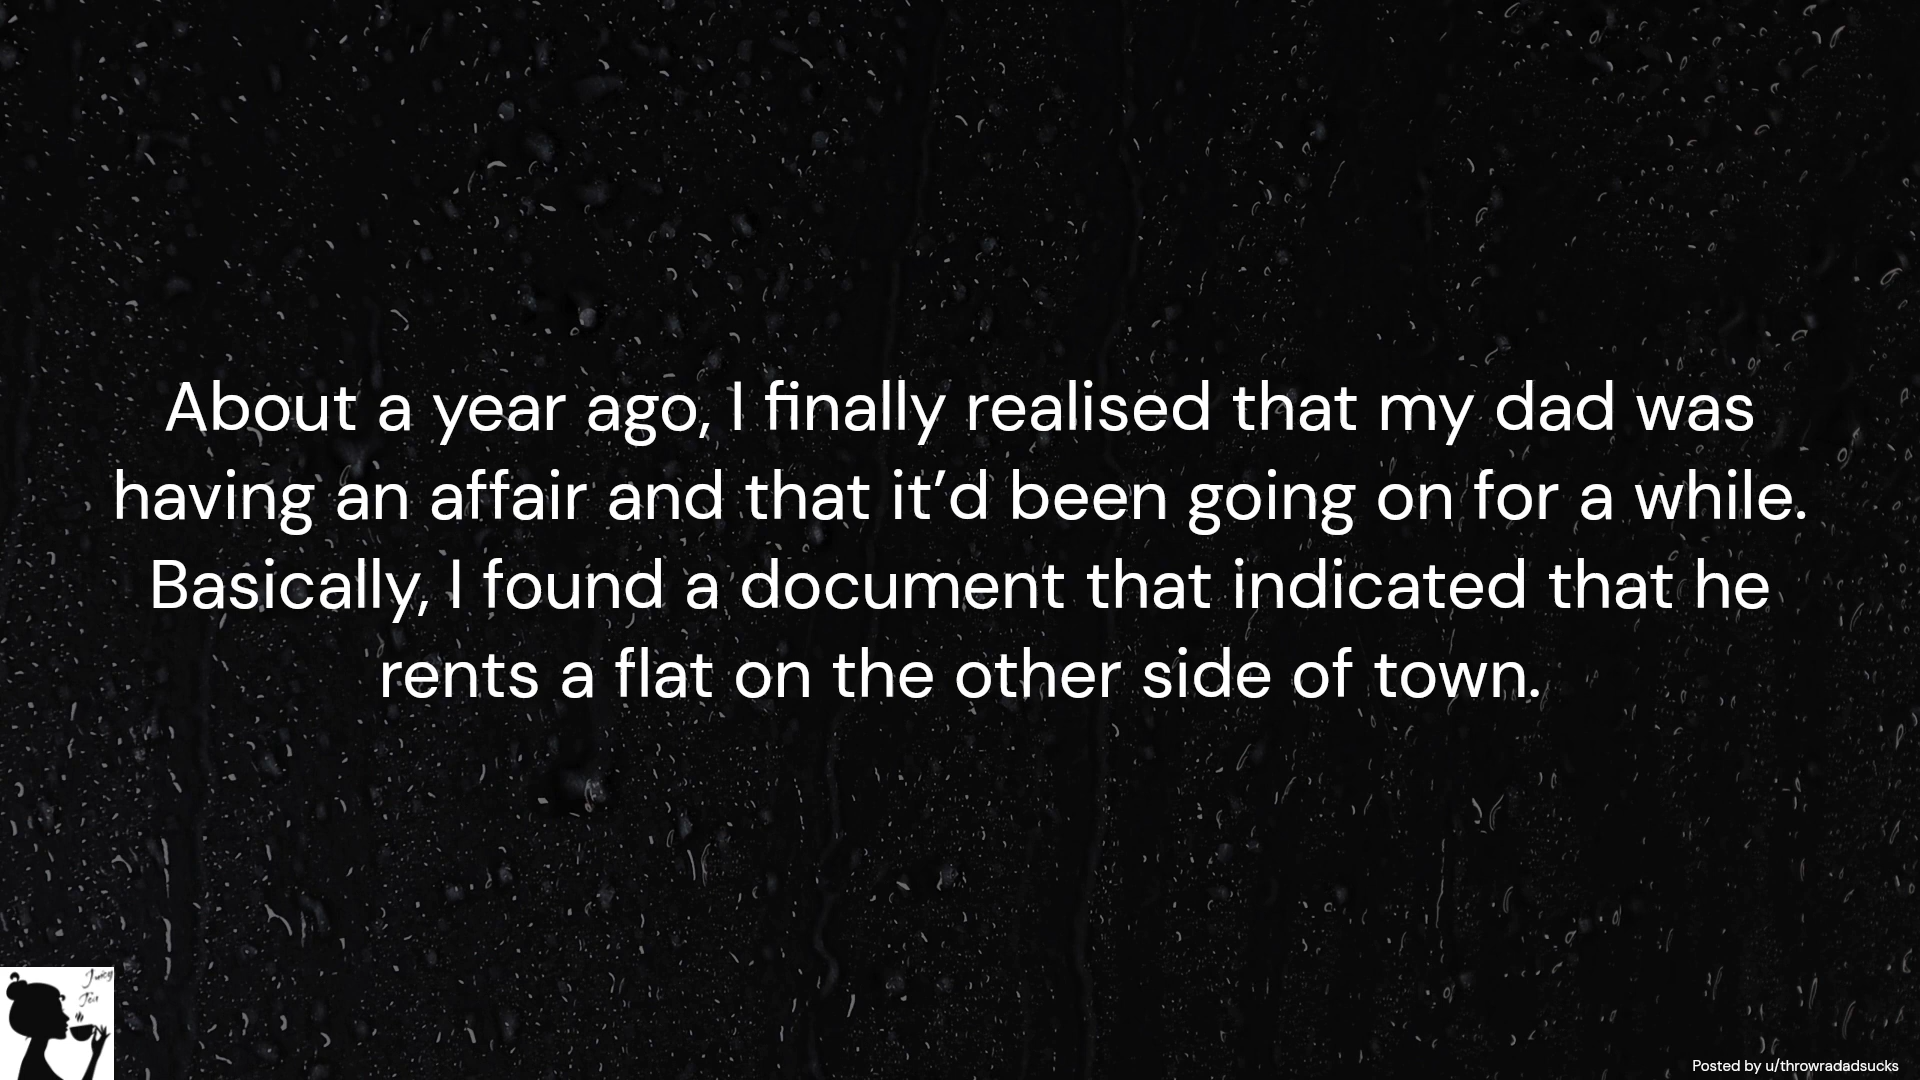 About a year ago, I finally realised that my dad was
having an affair and that it’d been going on for a while.
Basically, I found a document that indicated that he
rents a flat on the other side of town.
Juicy
Tea
Posted by u/throwradadsucks